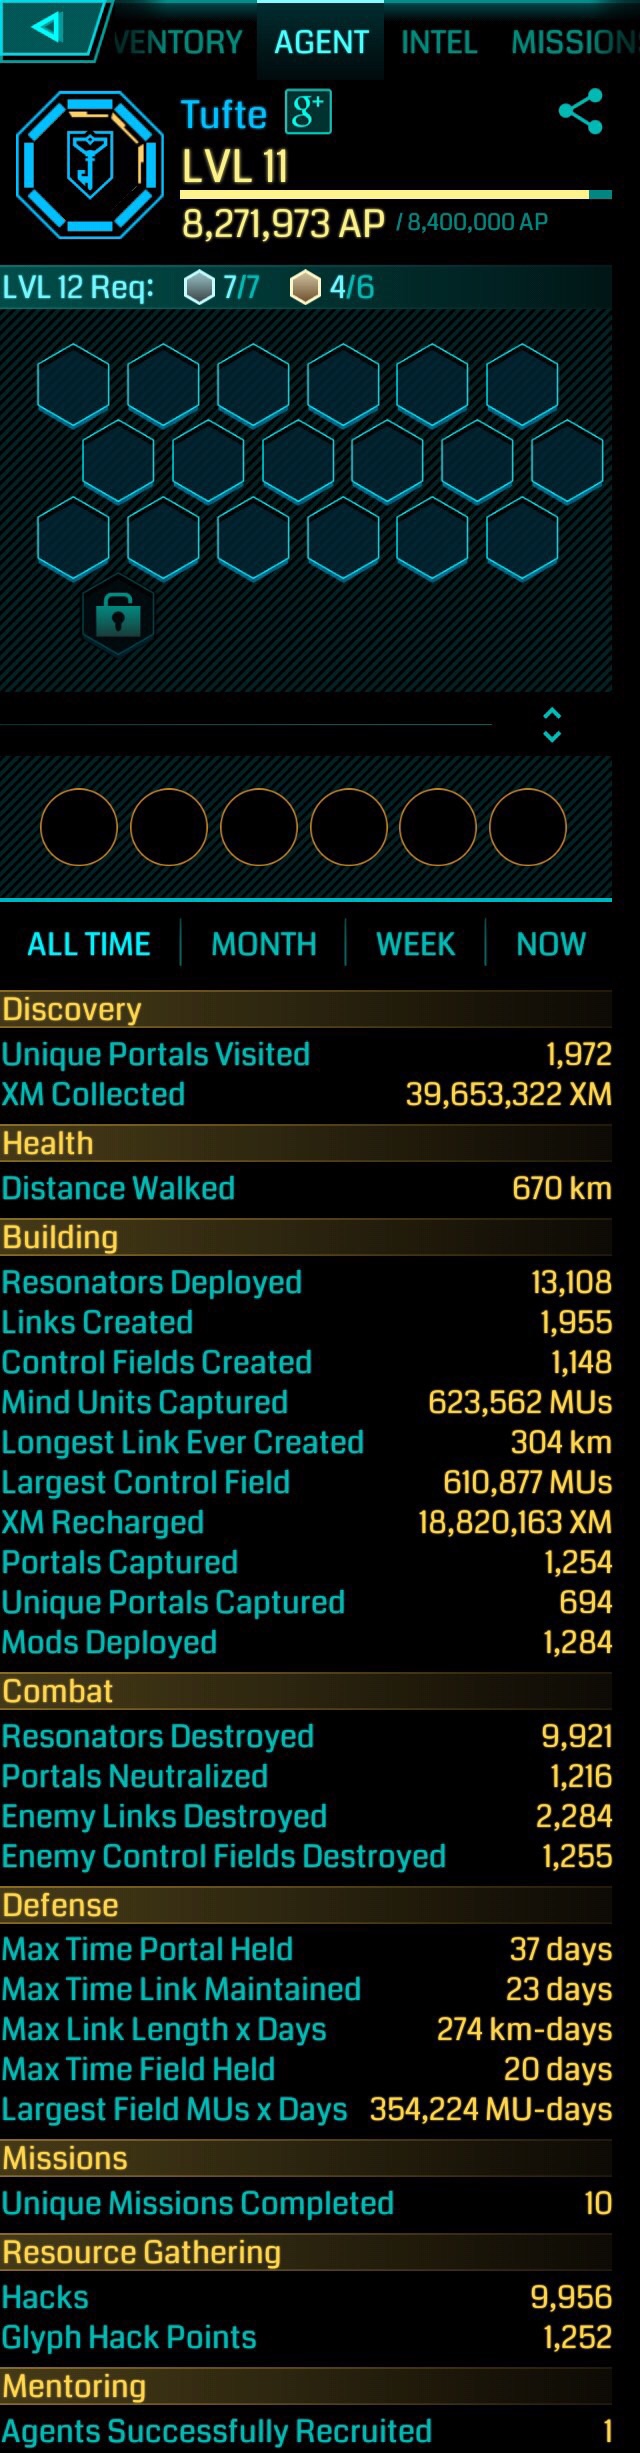 VENTORY AGENT INTEL MISSION
Tufte g+
LVL 11
8,271,973 AP / 8,400,000 AP
LVL 12 Req: 7/7 4/6
ALL TIME MONTH WEEK NOW
Discovery
Unique Portals Visited 1,972
XM Collected 39,653,322 XM
Health
Distance Walked 670 km
Building
Resonators Deployed 13,108
Links Created 1,955
Control Fields Created 1,148
Mind Units Captured 623,562 MUs
Longest Link Ever Created 304 km
Largest Control Field 610,877 MUs
XM Recharged 18,820,163 XM
Portals Captured 1,254
Unique Portals Captured 694
Mods Deployed 1,284
Combat
Resonators Destroyed 9,921
Portals Neutralized 1,216
Enemy Links Destroyed 2,284
Enemy Control Fields Destroyed 1,255
Defense
Max Time Portal Held 37 days
Max Time Link Maintained 23 days
Max Link Length x Days 274 km-days
Max Time Field Held 20 days
Largest Field MUs x Days 354,224 MU-days
Missions
Unique Missions Completed 10
Resource Gathering
Hacks 9,956
Glyph Hack Points 1,252
Mentoring
Agents Successfully Recruited 1